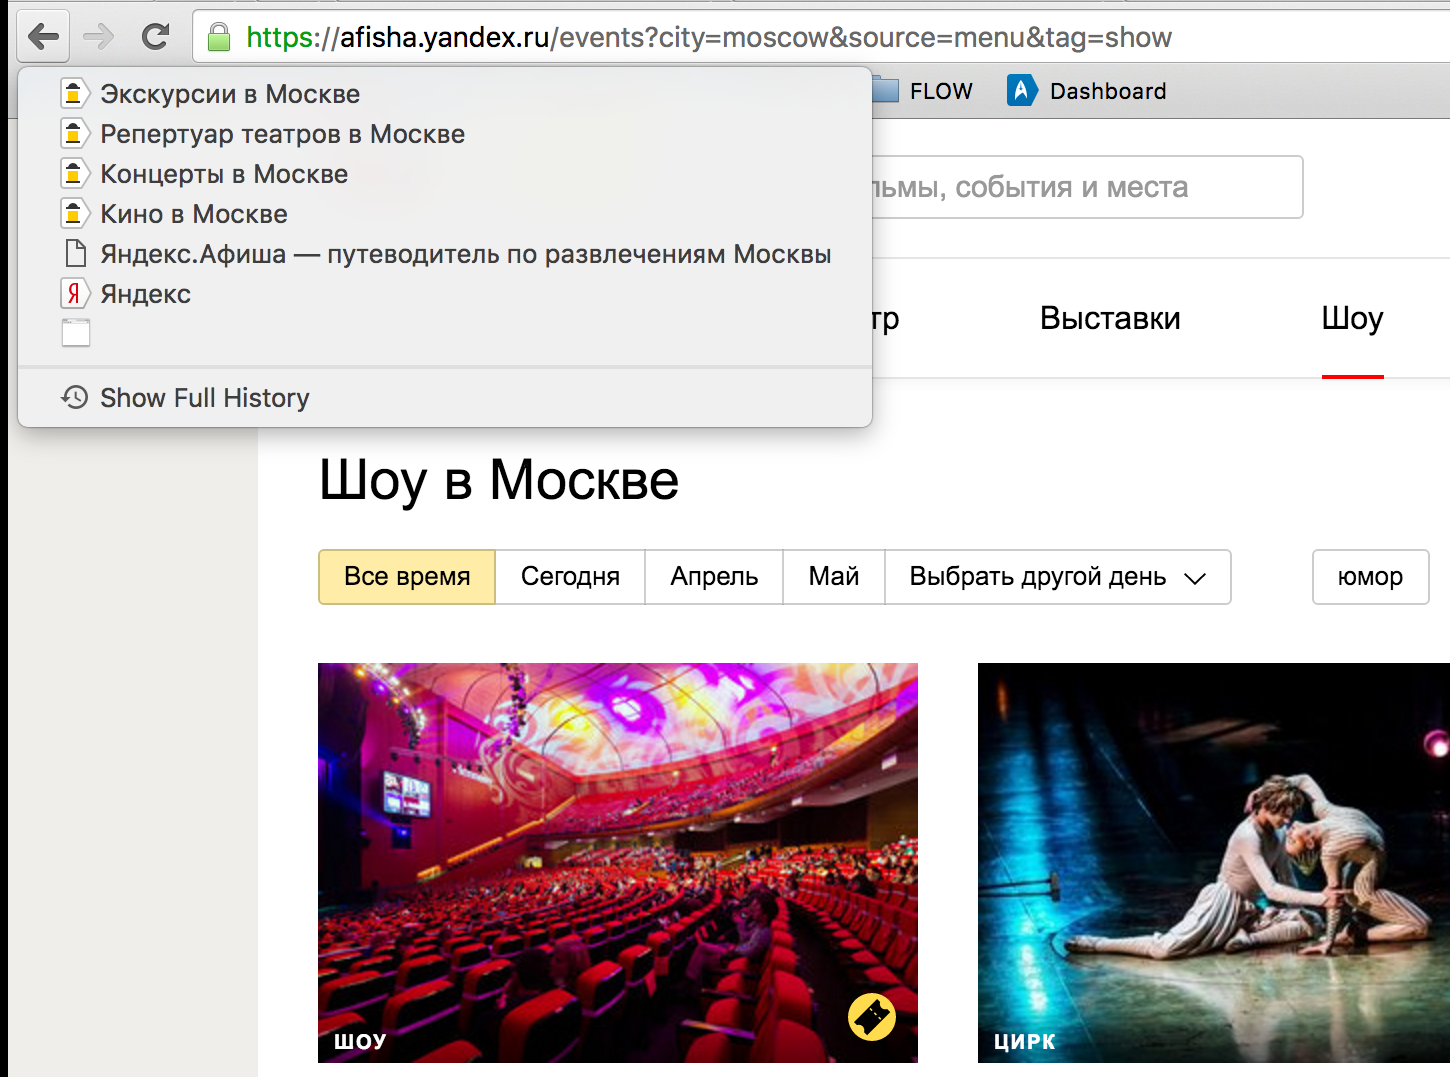 https://afisha.yandex.ru/events?city=moscow&source=menu&tag=show
Экскурсии в Москве
Репертуар театров в Москве
Концерты в Москве
Кино в Москве
Яндекс.Афиша — путеводитель по развлечениям Москвы
Я Яндекс
Show Full History
FLOW Dashboard
льмы, события и места
тр Выставки Шоу
Шоу в Москве
Все время Сегодня Апрель Май Выбрать другой день юмор
ШОУ ЦИРК